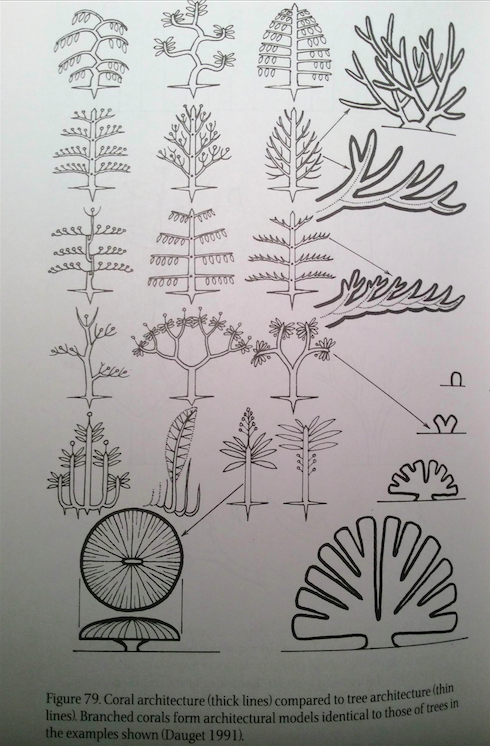 Figure 79. Coral architecture (thick lines) compared to tree architecture (thin
lines). Branched corals form architectural models identical to those of trees in
the examples shown (Dauget 1991).